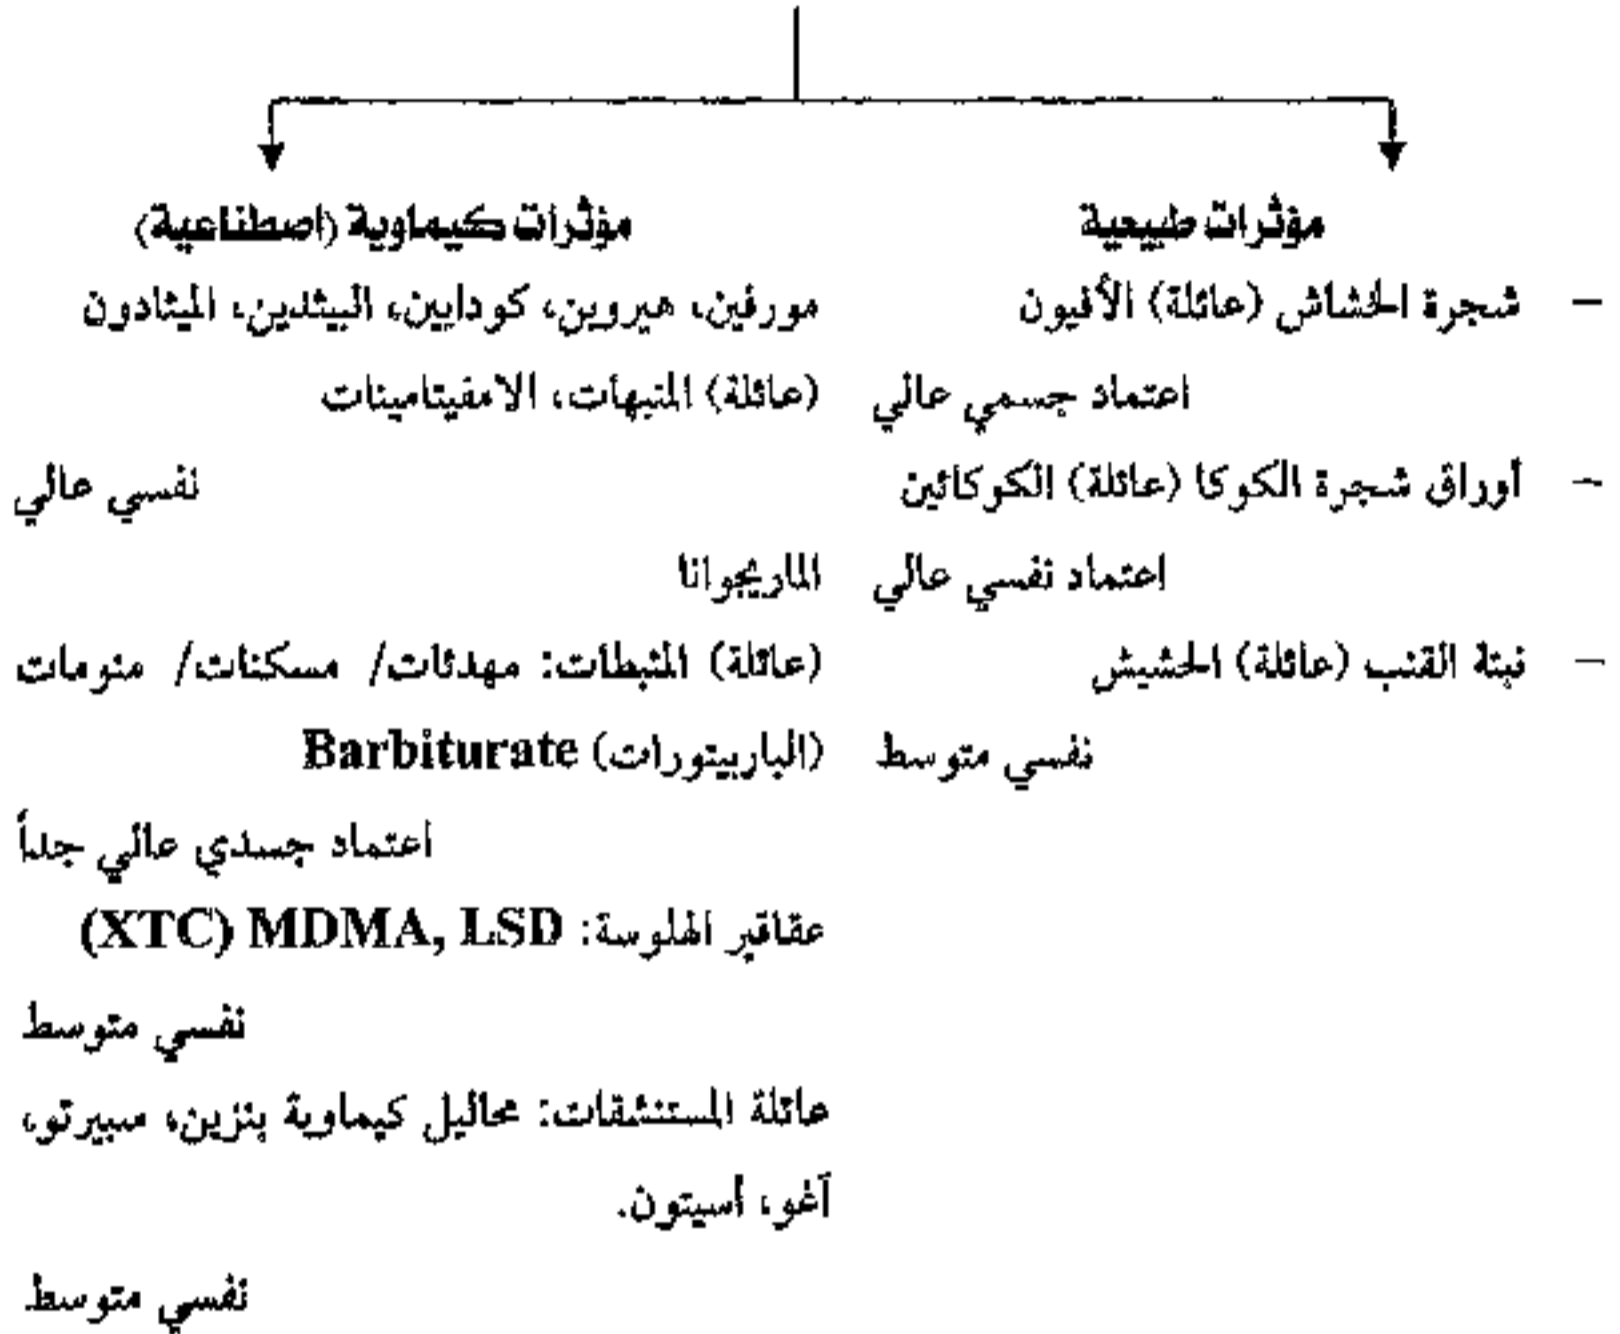 مؤثرات طبيعية
– شجرة الخشاش (عائلة) الأفيون
اعتماد جسمي عالي
– أوراق شجرة الكوكا (عائلة) الكوكائين
اعتماد نفسي عالي
– نبتة القنب (عائلة) الحشيش
نفسي متوسط
مؤثرات كيماوية (اصطناعية)
مورفين، هيروين، كودايين، البيثدين، الميثادون
(عائلة) المنبهات، الامفيتامينات
نفسي عالي
الماريجوانا
(عائلة) المثبطات: مهدئات/ مسكنات/ منومات
(الباربيتورات) Barbiturate
اعتماد جسدي عالي جداً
عقاقير الهلوسة: (XTC) MDMA, LSD
نفسي متوسط
عائلة المستنشقات: محاليل كيماوية بنزين، سبيرتو،
آغو، أسيتون.
نفسي متوسط